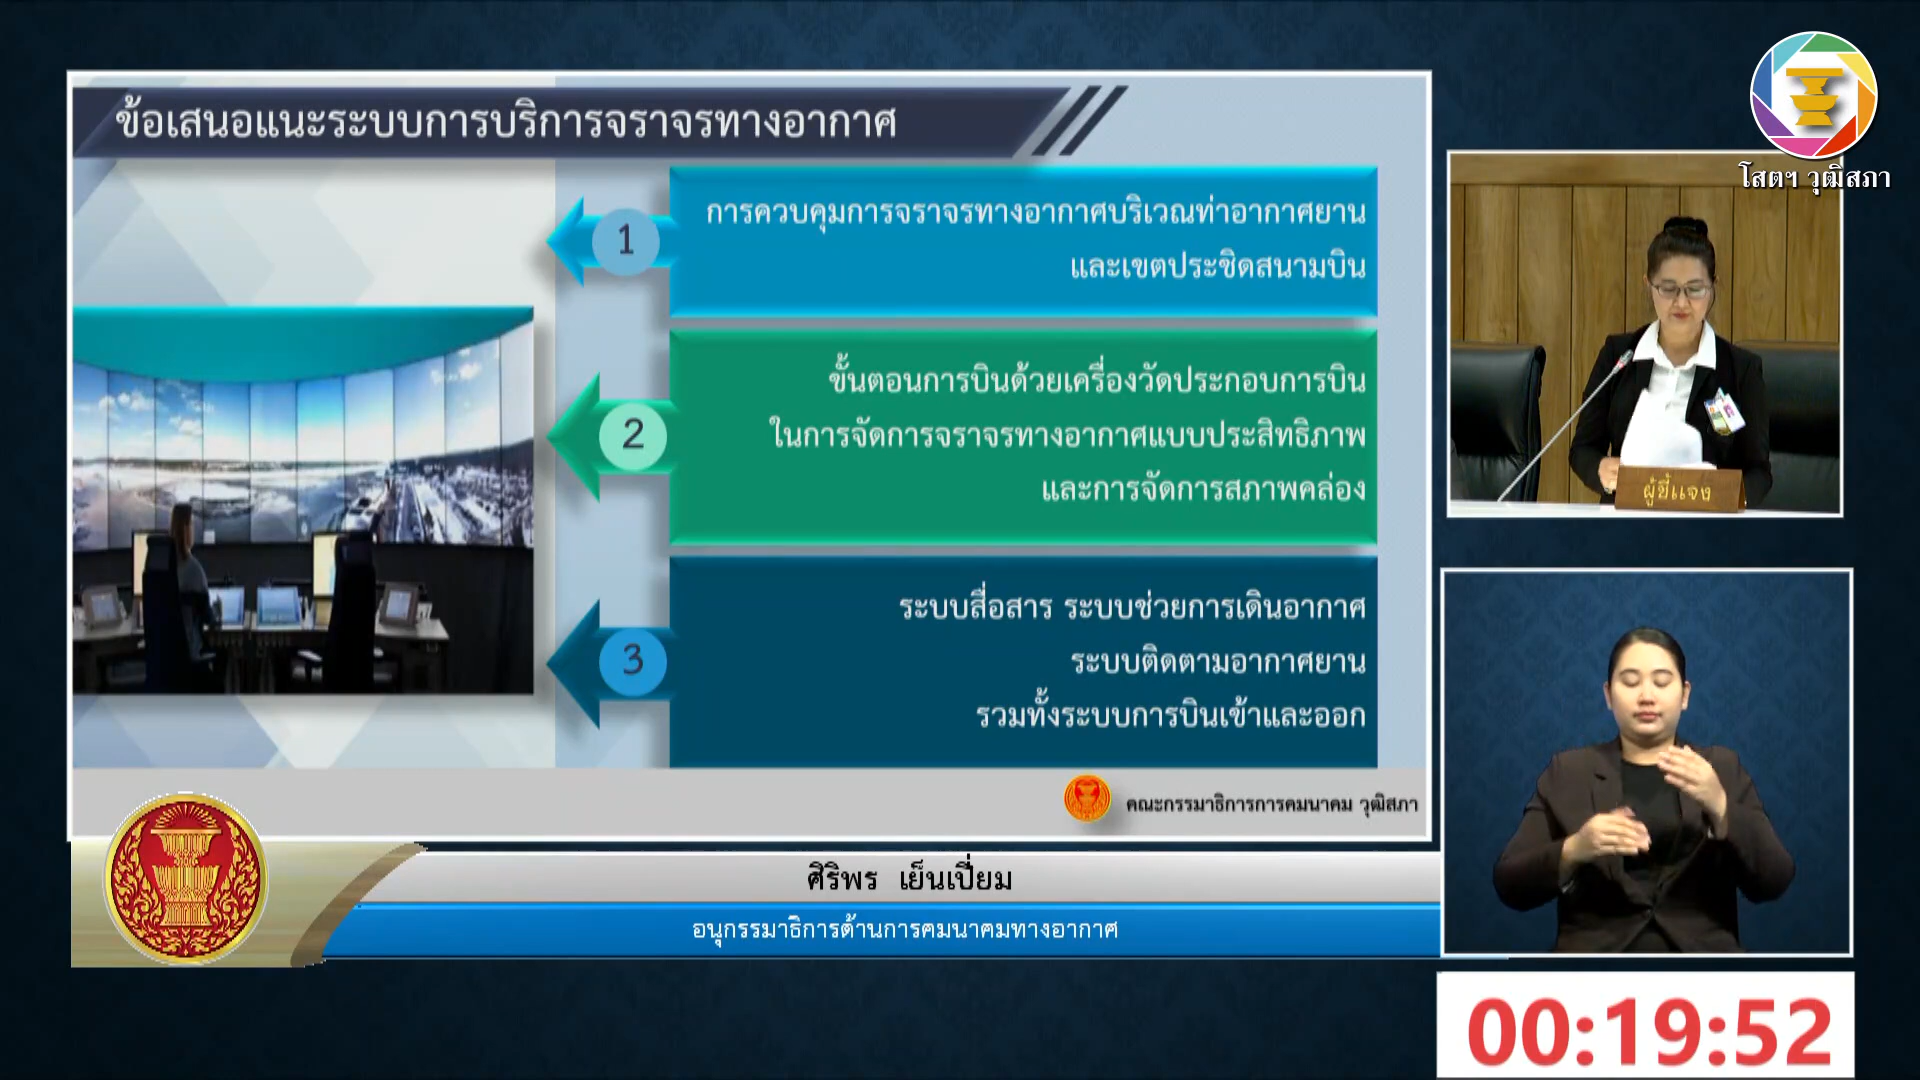 ข้อเสนอแนะระบบการบริการจราจรทางอากาศ
1
การควบคุมการจราจรทางอากาศบริเวณท่าอากาศยาน
และเขตประชิดสนามบิน
2
ขั้นตอนการบินด้วยเครื่องวัดประกอบการบิน
ในการจัดการจราจรทางอากาศแบบประสิทธิภาพ
และการจัดการสภาพคล่อง
3
ระบบสื่อสาร ระบบช่วยการเดินอากาศ
ระบบติดตามอากาศยาน
รวมทั้งระบบการบินเข้าและออก
คณะกรรมาธิการการคมนาคม วุฒิสภา
โสตฯ วุฒิสภา
ผู้ชี้แจง
ศิริพร เย็นเปี่ยม
อนุกรรมาธิการด้านการคมนาคมทางอากาศ
00:19:52